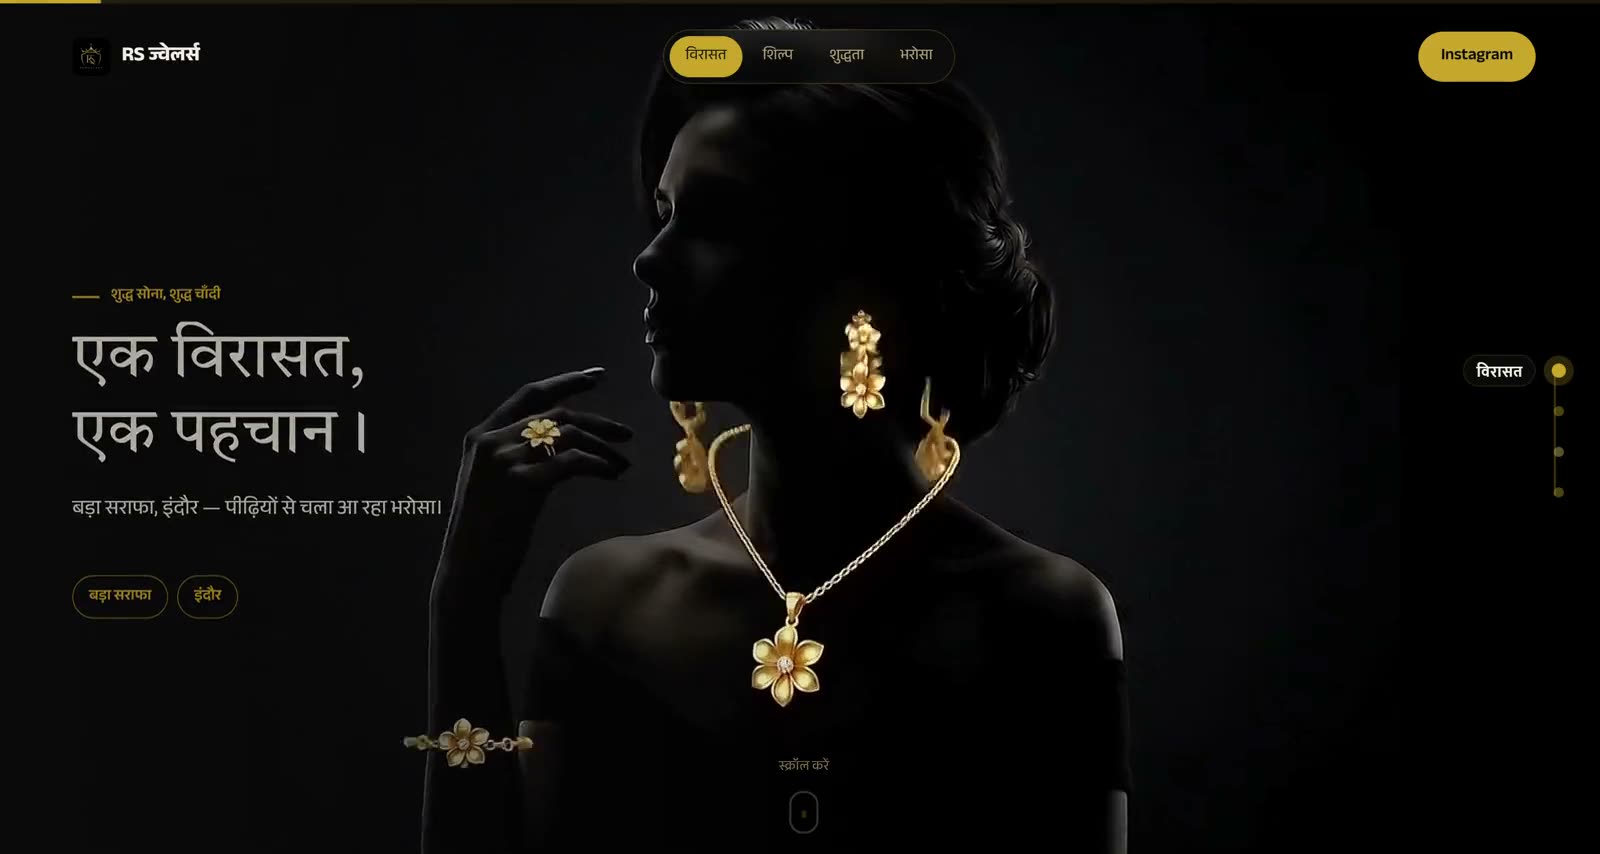 RS ज्वेलर्स
विरासत
शिल्प
शुद्धता
भरोसा
Instagram
शुद्ध सोना, शुद्ध चाँदी
एक विरासत,
एक पहचान।
बड़ा सराफा, इंदौर — पीढ़ियों से चला आ रहा भरोसा।
बड़ा सराफा
इंदौर
विरासत
स्क्रॉल करें